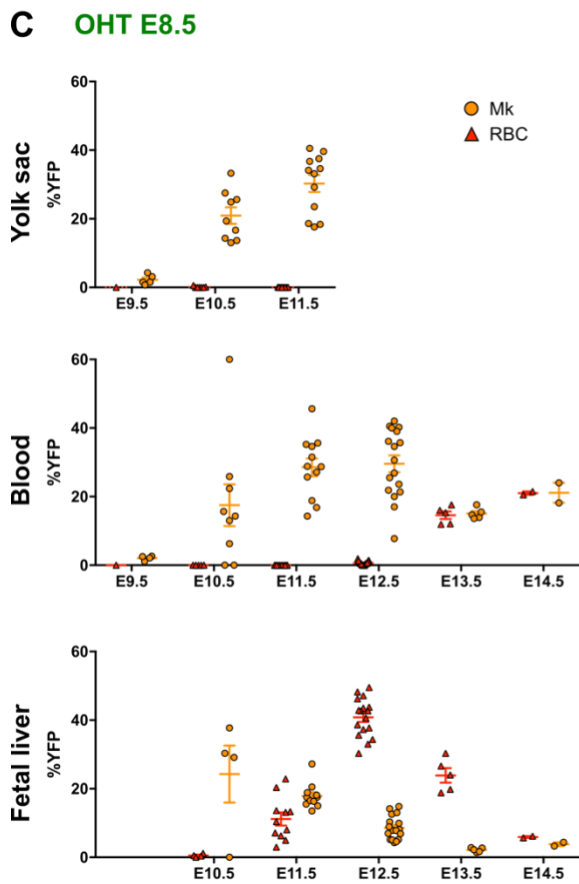 C OHT E8.5
Mk
RBC
Yolk sac
%YFP
60
40
20
0
E9.5 E10.5 E11.5
Blood
%YFP
60
40
20
0
E9.5 E10.5 E11.5 E12.5 E13.5 E14.5
Fetal liver
%YFP
60
40
20
0
E10.5 E11.5 E12.5 E13.5 E14.5